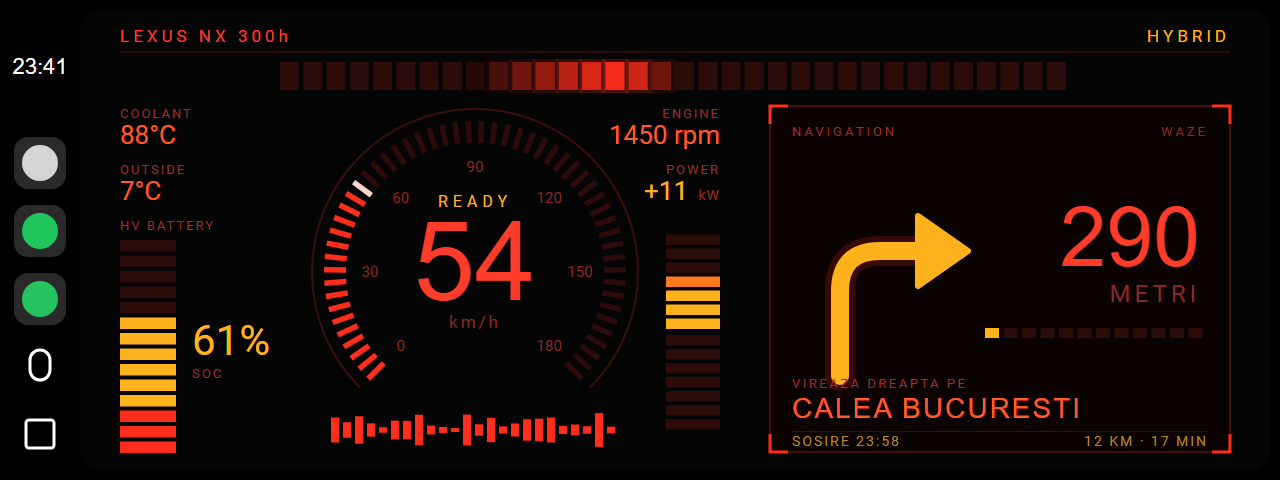 LEXUS NX 300h
HYBRID
23:41
COOLANT
88°C
OUTSIDE
7°C
HV BATTERY
61%
SOC
READY
54
km/h
0
30
60
90
120
150
180
ENGINE
1450 rpm
POWER
+11 kW
NAVIGATION
WAZE
290
METRI
VIREAZA DREAPTA PE
CALEA BUCURESTI
SOSIRE 23:58
12 KM · 17 MIN